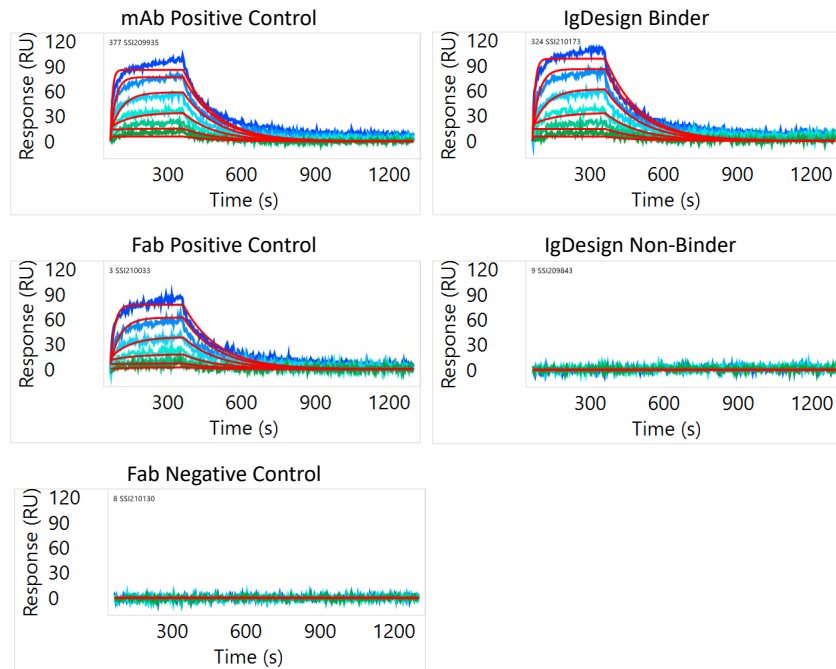 mAb Positive Control
377 SSI209935
Response (RU)
120
90
60
30
0
300 600 900 1200
Time (s)
IgDesign Binder
324 SSI210173
Response (RU)
120
90
60
30
0
300 600 900 1200
Time (s)
Fab Positive Control
3 SSI210033
Response (RU)
120
90
60
30
0
300 600 900 1200
Time (s)
IgDesign Non-Binder
9 SSI209843
Response (RU)
120
90
60
30
0
300 600 900 1200
Time (s)
Fab Negative Control
8 SSI210130
Response (RU)
120
90
60
30
0
300 600 900 1200
Time (s)